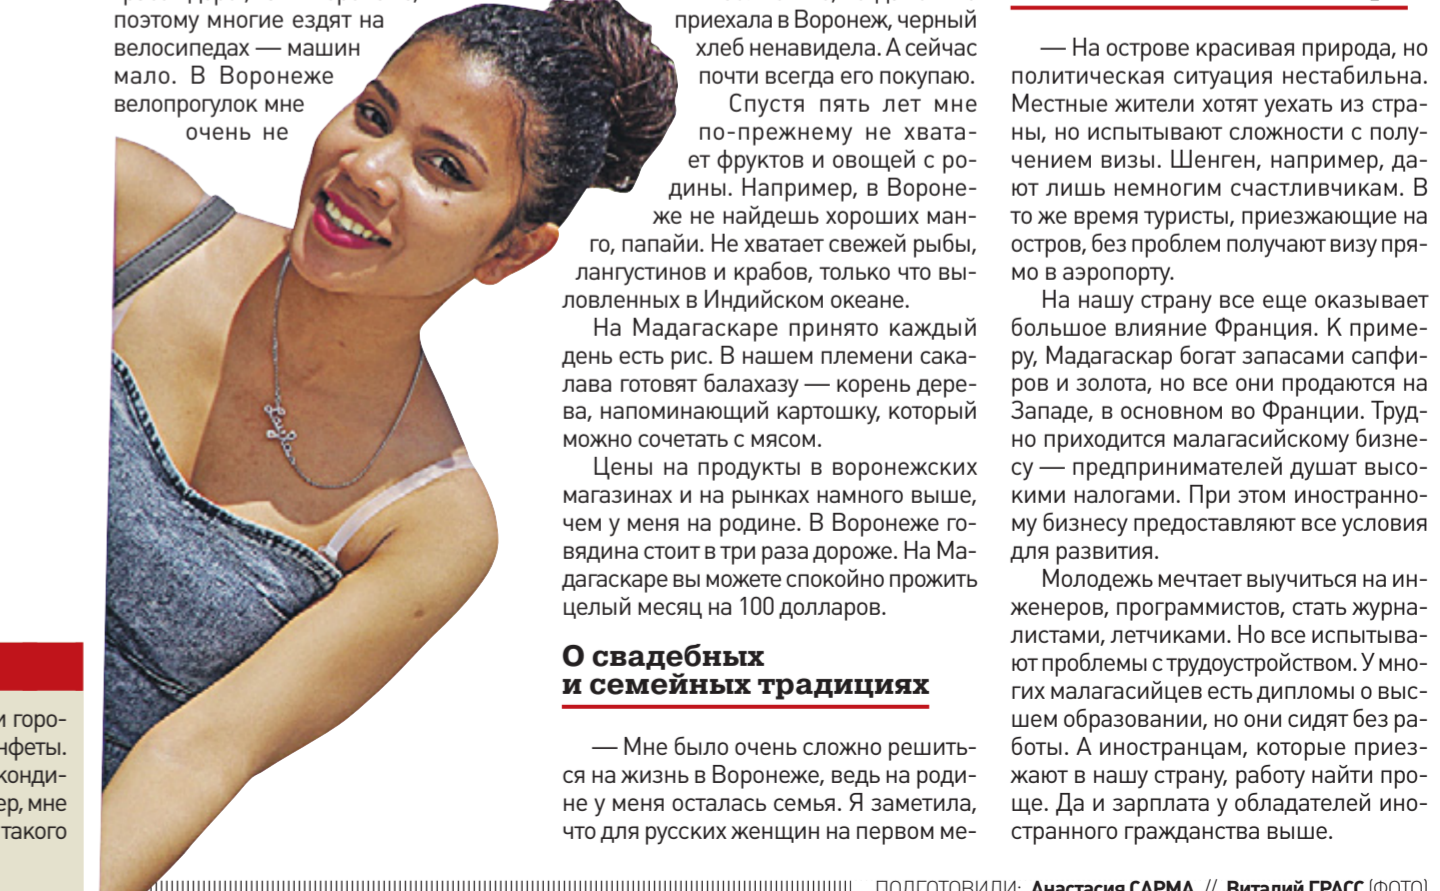 поэтому многие ездят на
велосипедах — машин
мало. В Воронеже
велопрогулок мне
очень не
и горо-
нфеты.
конди-
ер, мне
такого
приехала в Воронеж, черный
хлеб ненавидела. А сейчас
почти всегда его покупаю.
Спустя пять лет мне
по-прежнему не хвата-
ет фруктов и овощей с ро-
дины. Например, в Вороне-
же не найдешь хороших ман-
го, папайи. Не хватает свежей рыбы,
лангустинов и крабов, только что вы-
ловленных в Индийском океане.
На Мадагаскаре принято каждый
день есть рис. В нашем племени сака-
лава готовят балахазу — корень дере-
ва, напоминающий картошку, который
можно сочетать с мясом.
Цены на продукты в воронежских
магазинах и на рынках намного выше,
чем у меня на родине. В Воронеже го-
вядина стоит в три раза дороже. На Ма-
дагаскаре вы можете спокойно прожить
целый месяц на 100 долларов.
О свадебных
и семейных традициях
— Мне было очень сложно решить-
ся на жизнь в Воронеже, ведь на роди-
не у меня осталась семья. Я заметила,
что для русских женщин на первом ме-
— На острове красивая природа, но
политическая ситуация нестабильна.
Местные жители хотят уехать из стра-
ны, но испытывают сложности с полу-
чением визы. Шенген, например, да-
ют лишь немногим счастливчикам. В
то же время туристы, приезжающие на
остров, без проблем получают визу пря-
мо в аэропорту.
На нашу страну все еще оказывает
большое влияние Франция. К приме-
ру, Мадагаскар богат запасами сапфи-
ров и золота, но все они продаются на
Западе, в основном во Франции. Труд-
но приходится малагасийскому бизне-
су — предпринимателей душат высо-
кими налогами. При этом иностранно-
му бизнесу предоставляют все условия
для развития.
Молодежь мечтает выучиться на ин-
женеров, программистов, стать журна-
листами, летчиками. Но все испытыва-
ют проблемы с трудоустройством. У мно-
гих малагасийцев есть дипломы о выс-
шем образовании, но они сидят без ра-
боты. А иностранцам, которые приез-
жают в нашу страну, работу найти про-
ще. Да и зарплата у обладателей ино-
странного гражданства выше.
ПОДГОТОВИЛИ: Анастасия САРМА // Виталий ГРАСС (ФОТО)